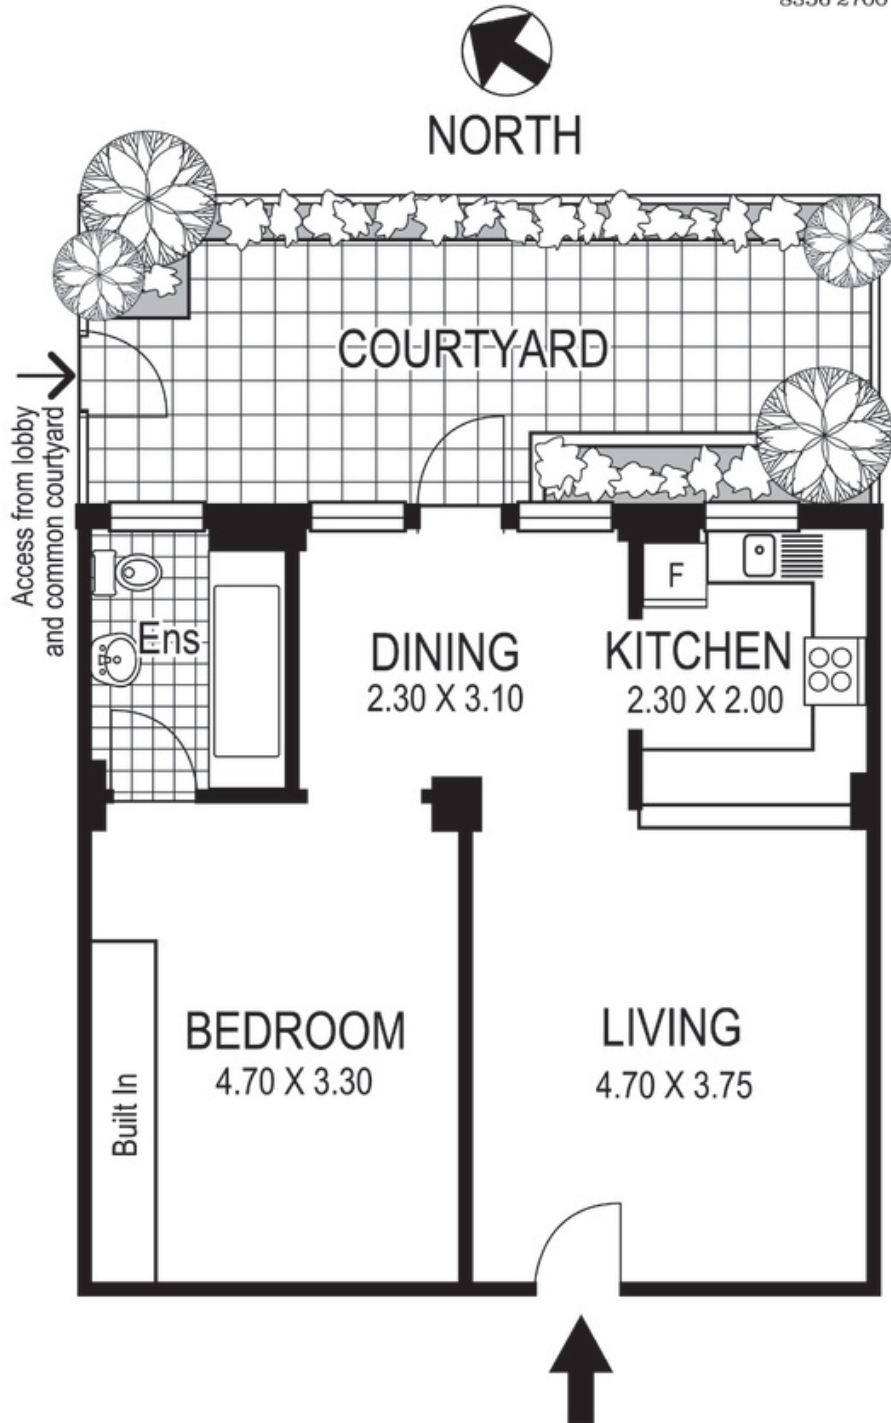 NORTH
COURTYARD
Access from lobby
and common courtyard
Ens
F
DINING
2.30 X 3.10
KITCHEN
2.30 X 2.00
BEDROOM
4.70 X 3.30
LIVING
4.70 X 3.75
Built In